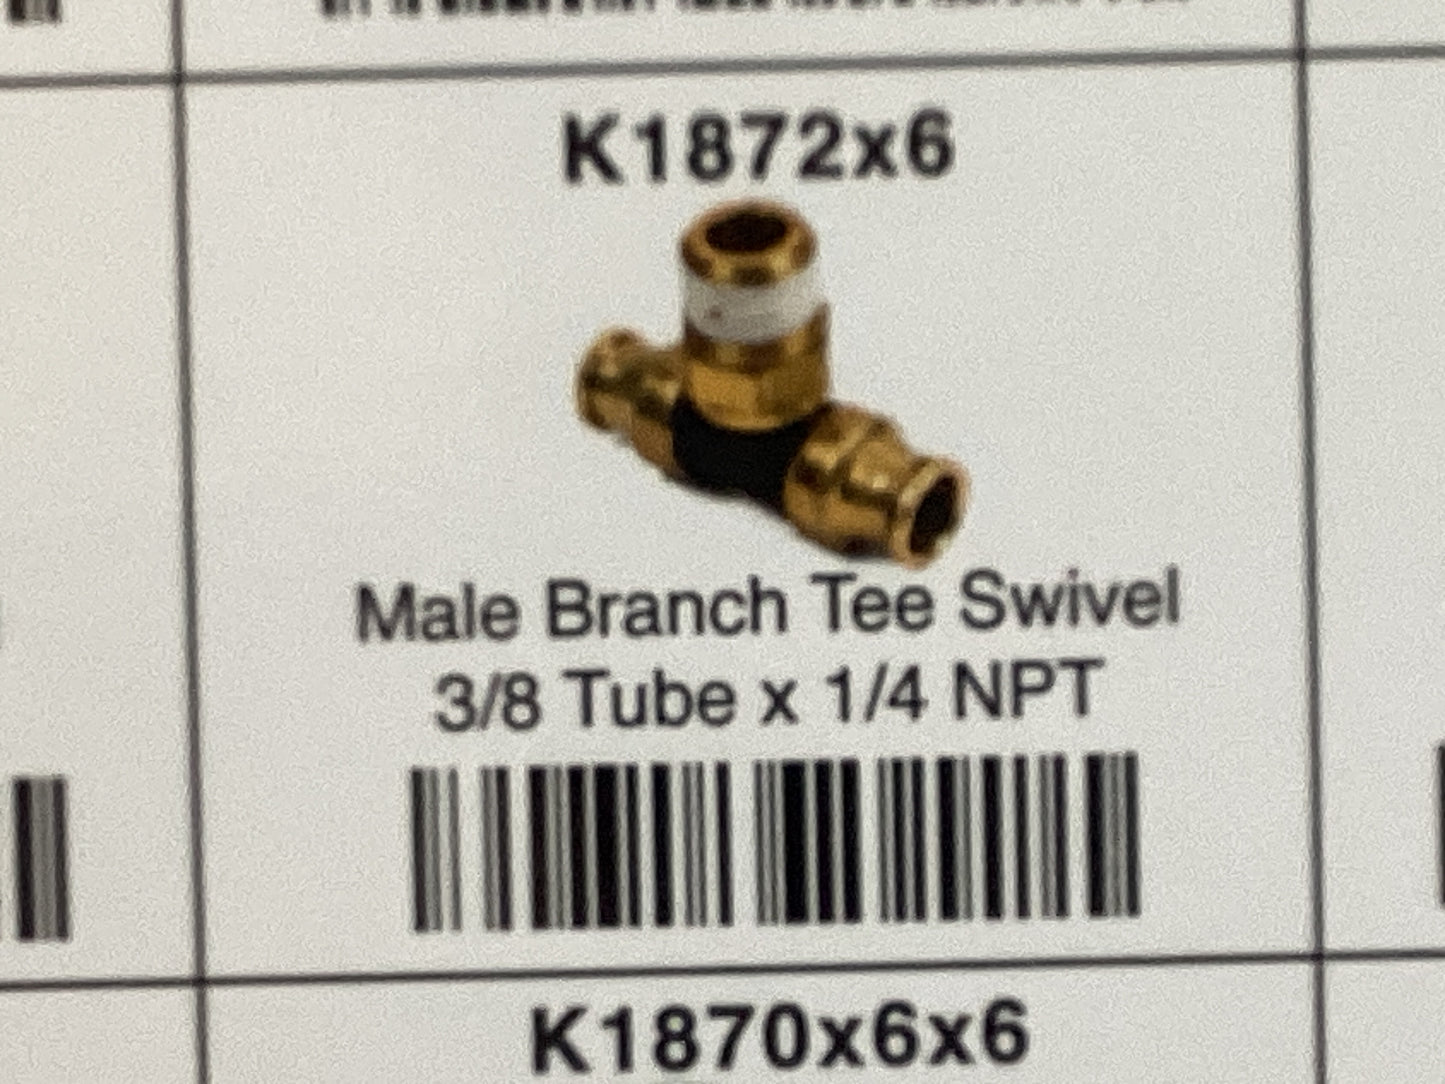 K1872x6
Male Branch Tee Swivel
3/8 Tube x 1/4 NPT
K1870x6x6